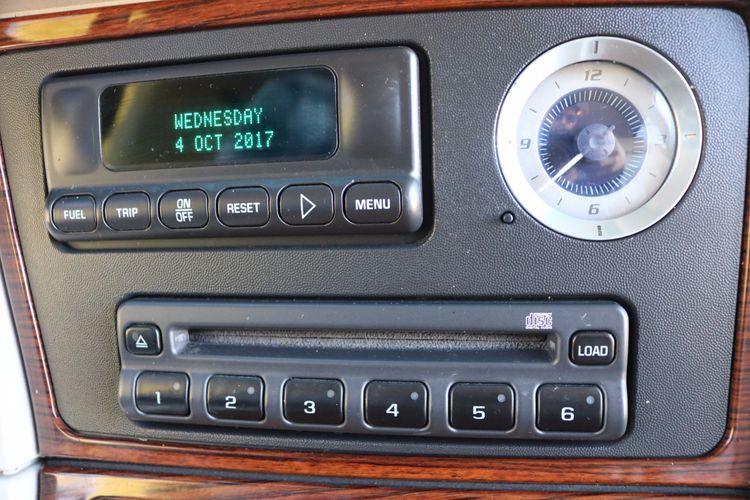 WEDNESDAY
4 OCT 2017
FUEL
TRIP
ON
OFF
RESET
MENU
12
3
6
9
disc
LOAD
1
2
3
4
5
6